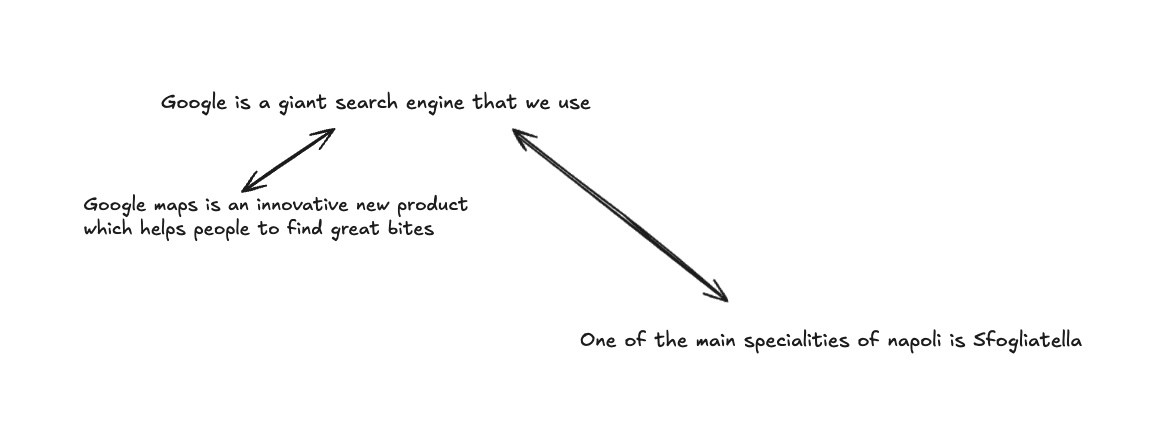 Google is a giant search engine that we use
Google maps is an innovative new product
which helps people to find great bites
One of the main specialities of napoli is Sfogliatella